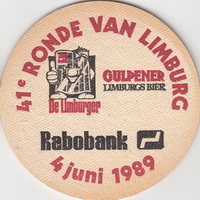 41e RONDE VAN LIMBURG
De Limburger
GULPENER
LIMBURGS BIER
Rabobank
4 juni 1989